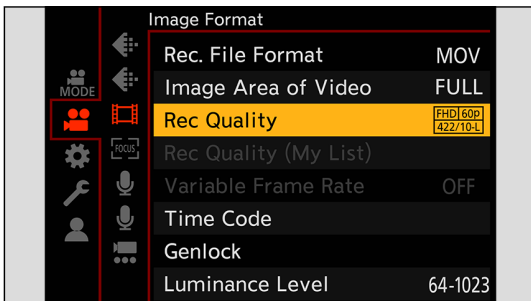 Image Format
MODE
FOCUS
Rec. File Format MOV
Image Area of Video FULL
Rec Quality FHD 60p 422/10-L
Rec Quality (My List)
Variable Frame Rate OFF
Time Code
Genlock
Luminance Level 64-1023